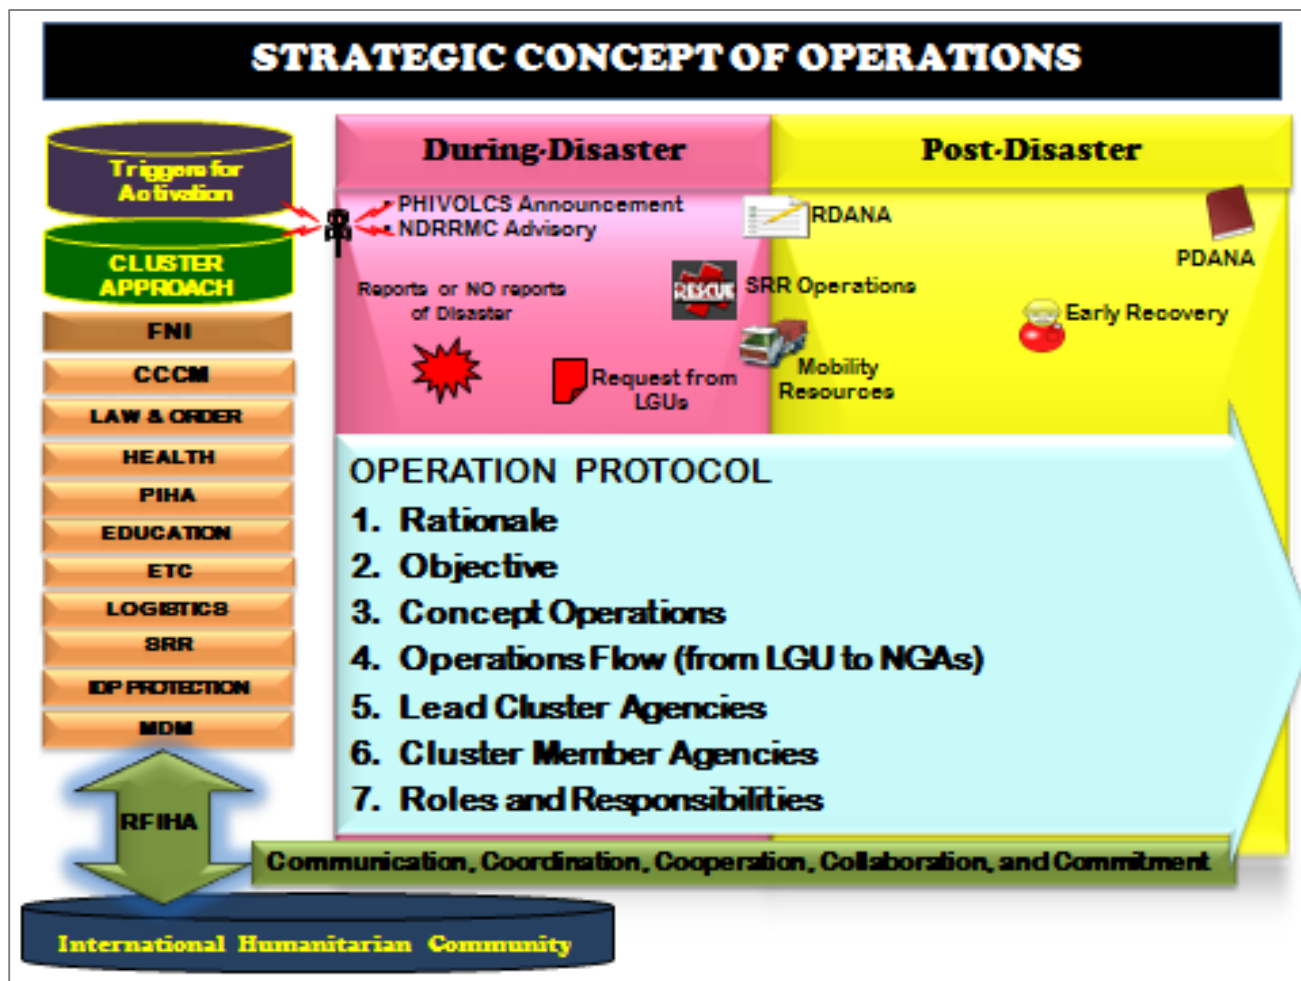 STRATEGIC CONCEPT OF OPERATIONS
Triggers for
Activation
CLUSTER
APPROACH
FNI
CCCM
LAW & ORDER
HEALTH
PIHA
EDUCATION
ETC
LOGISTICS
SRR
IDP PROTECTION
MDM
RFIHA
International Humanitarian Community
During-Disaster
• PHIVOLCS Announcement
• NDRRMC Advisory
Reports or NO reports
of Disaster
Request from
LGUs
Post-Disaster
RDANA
RESCUE
SRR Operations
Mobility
Resources
PDANA
Early Recovery
OPERATION PROTOCOL
1. Rationale
2. Objective
3. Concept Operations
4. Operations Flow (from LGU to NGAs)
5. Lead Cluster Agencies
6. Cluster Member Agencies
7. Roles and Responsibilities
Communication, Coordination, Cooperation, Collaboration, and Commitment